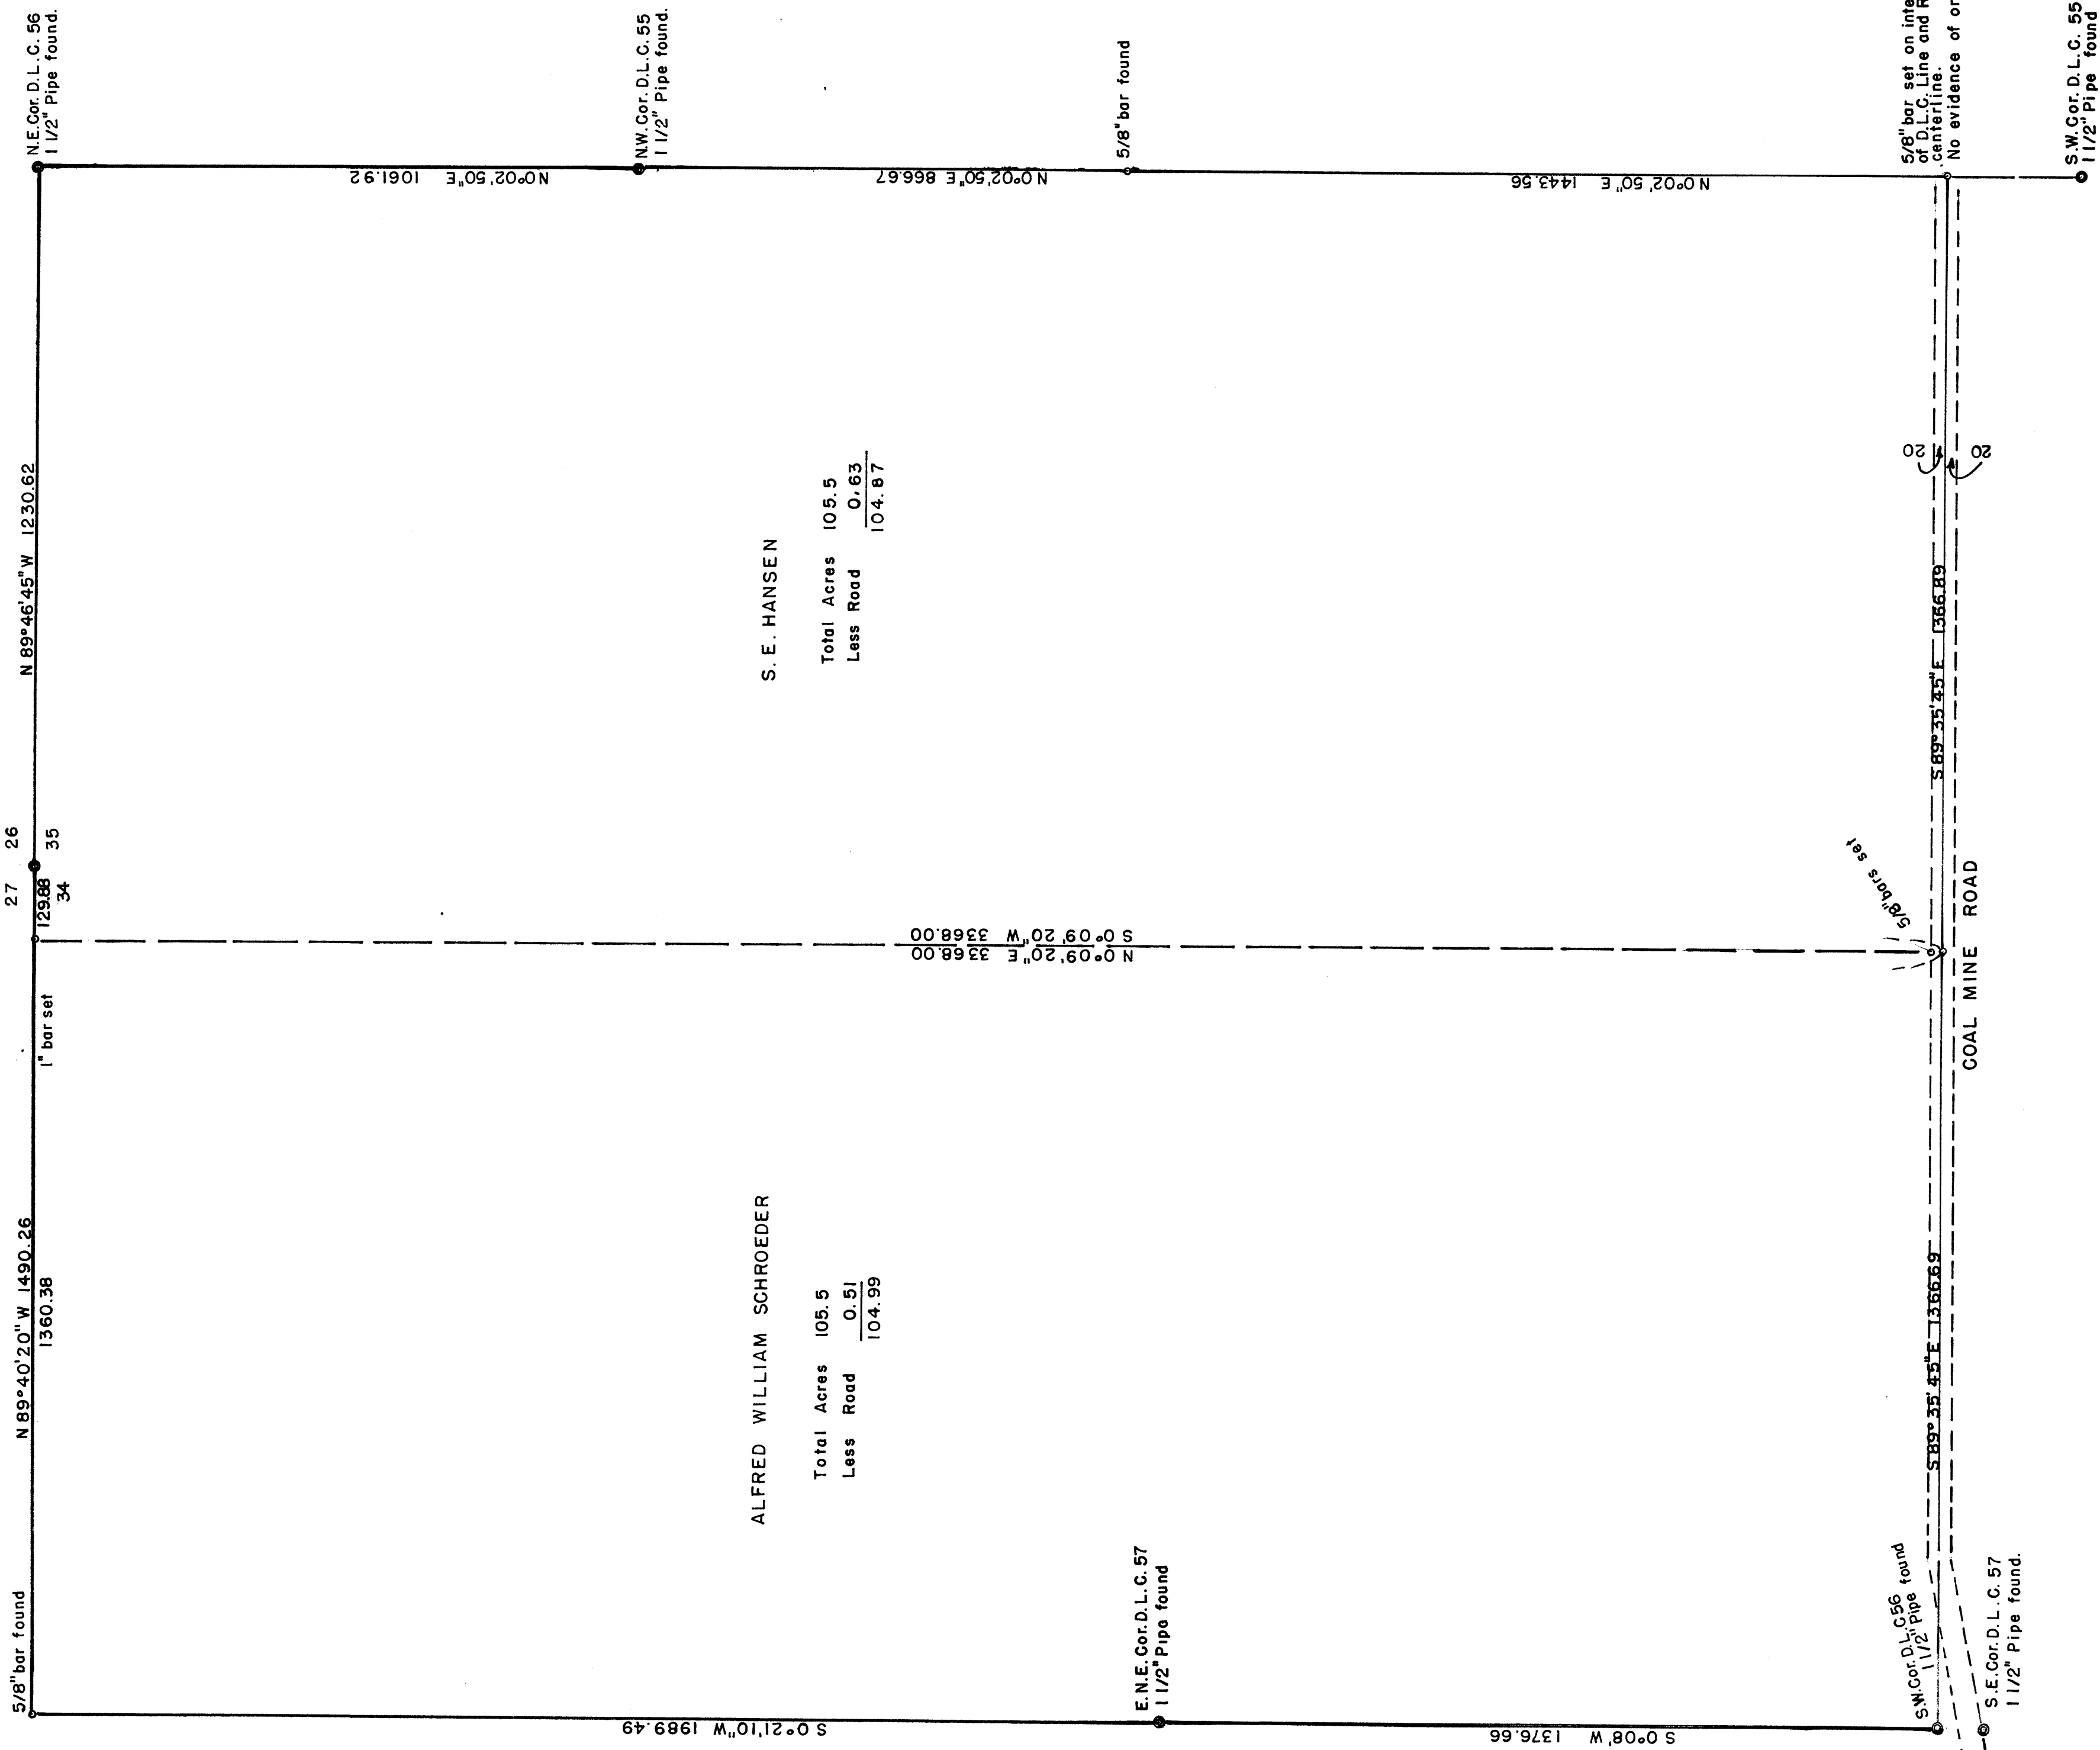 5/8" bar found
N 89°40'20" W 1490.26
1360.38
1" bar set
27 26
129.88
34 35
N 89°46'45" W 1230.62
N.E. Cor. D.L.C. 56
1 1/2" Pipe found.
N 0°02'50" E 1061.92
N.W. Cor. D.L.C. 55
1 1/2" Pipe found.
N 0°02'50" E 866.67
5/8" bar found
N 0°02'50" E 1443.56
S 0°21'10" W 1989.49
ALFRED WILLIAM SCHROEDER
Total Acres 105.5
Less Road 0.51
104.99
S 0°09'20" W 3368.00
N 0°09'20" E 3368.00
S. E. HANSEN
Total Acres 105.5
Less Road 0.63
104.87
E.N.E. Cor. D.L.C. 57
1 1/2" Pipe found
S 0°08' W 1376.66
S.W. Cor. D.L.C 56
1 1/2" Pipe found
S 89°35'45" E 1366.69
5/8" bars set
S 89°35'45" E 1366.89
20
20
5/8" bar set on inte
of D.L.C. Line and R
centerline.
No evidence of or
COAL MINE ROAD
S.E. Cor. D.L.C. 57
1 1/2" Pipe found.
S.W. Cor. D.L.C. 55
1 1/2" Pipe found